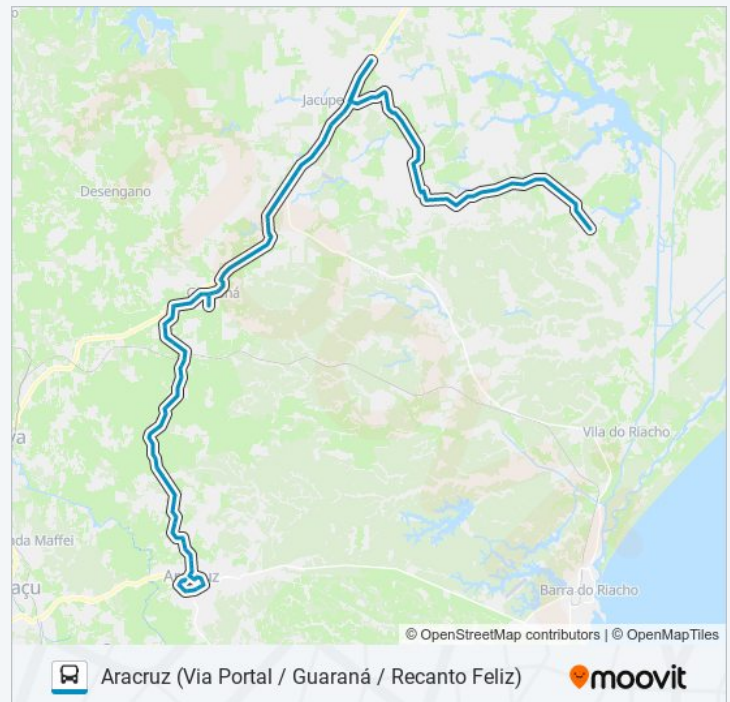 Jacupe
Desengano
Vila do Riacho
Barra do Riacho
© OpenStreetMap contributors | © OpenMapTiles
Aracruz (Via Portal / Guaraná / Recanto Feliz)
moovit